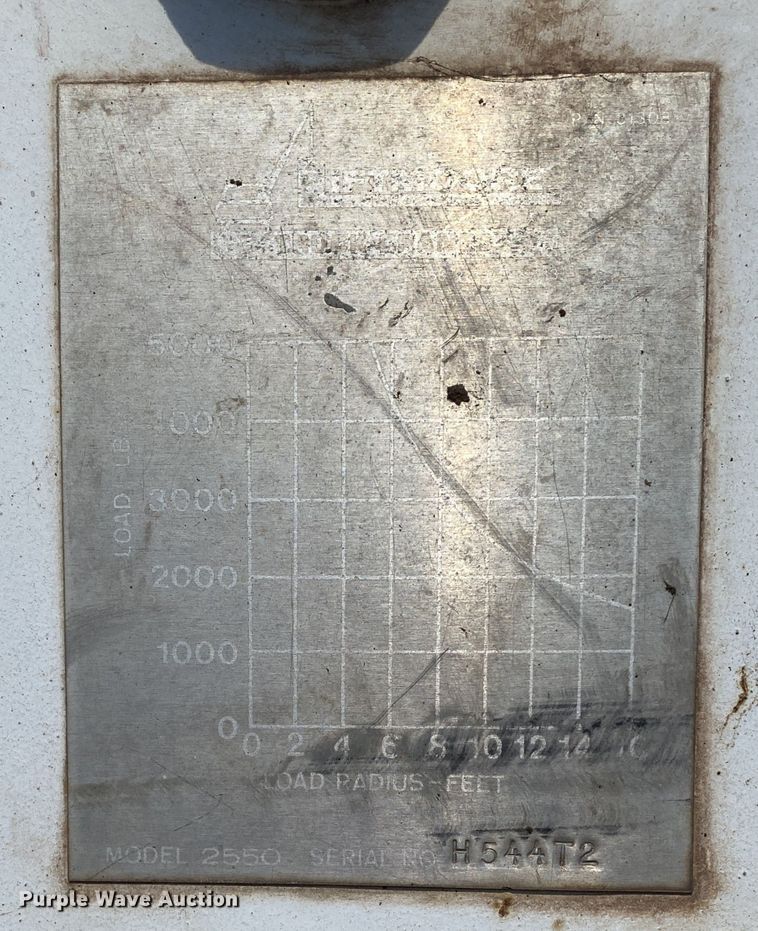 5000
000
3000
2000
1000
0
LOAD LB
0 2 4 6 8 10 12 14
LOAD RADIUS-FEET
MODEL 2550 SERIAL NO H544T2
Purple Wave Auction